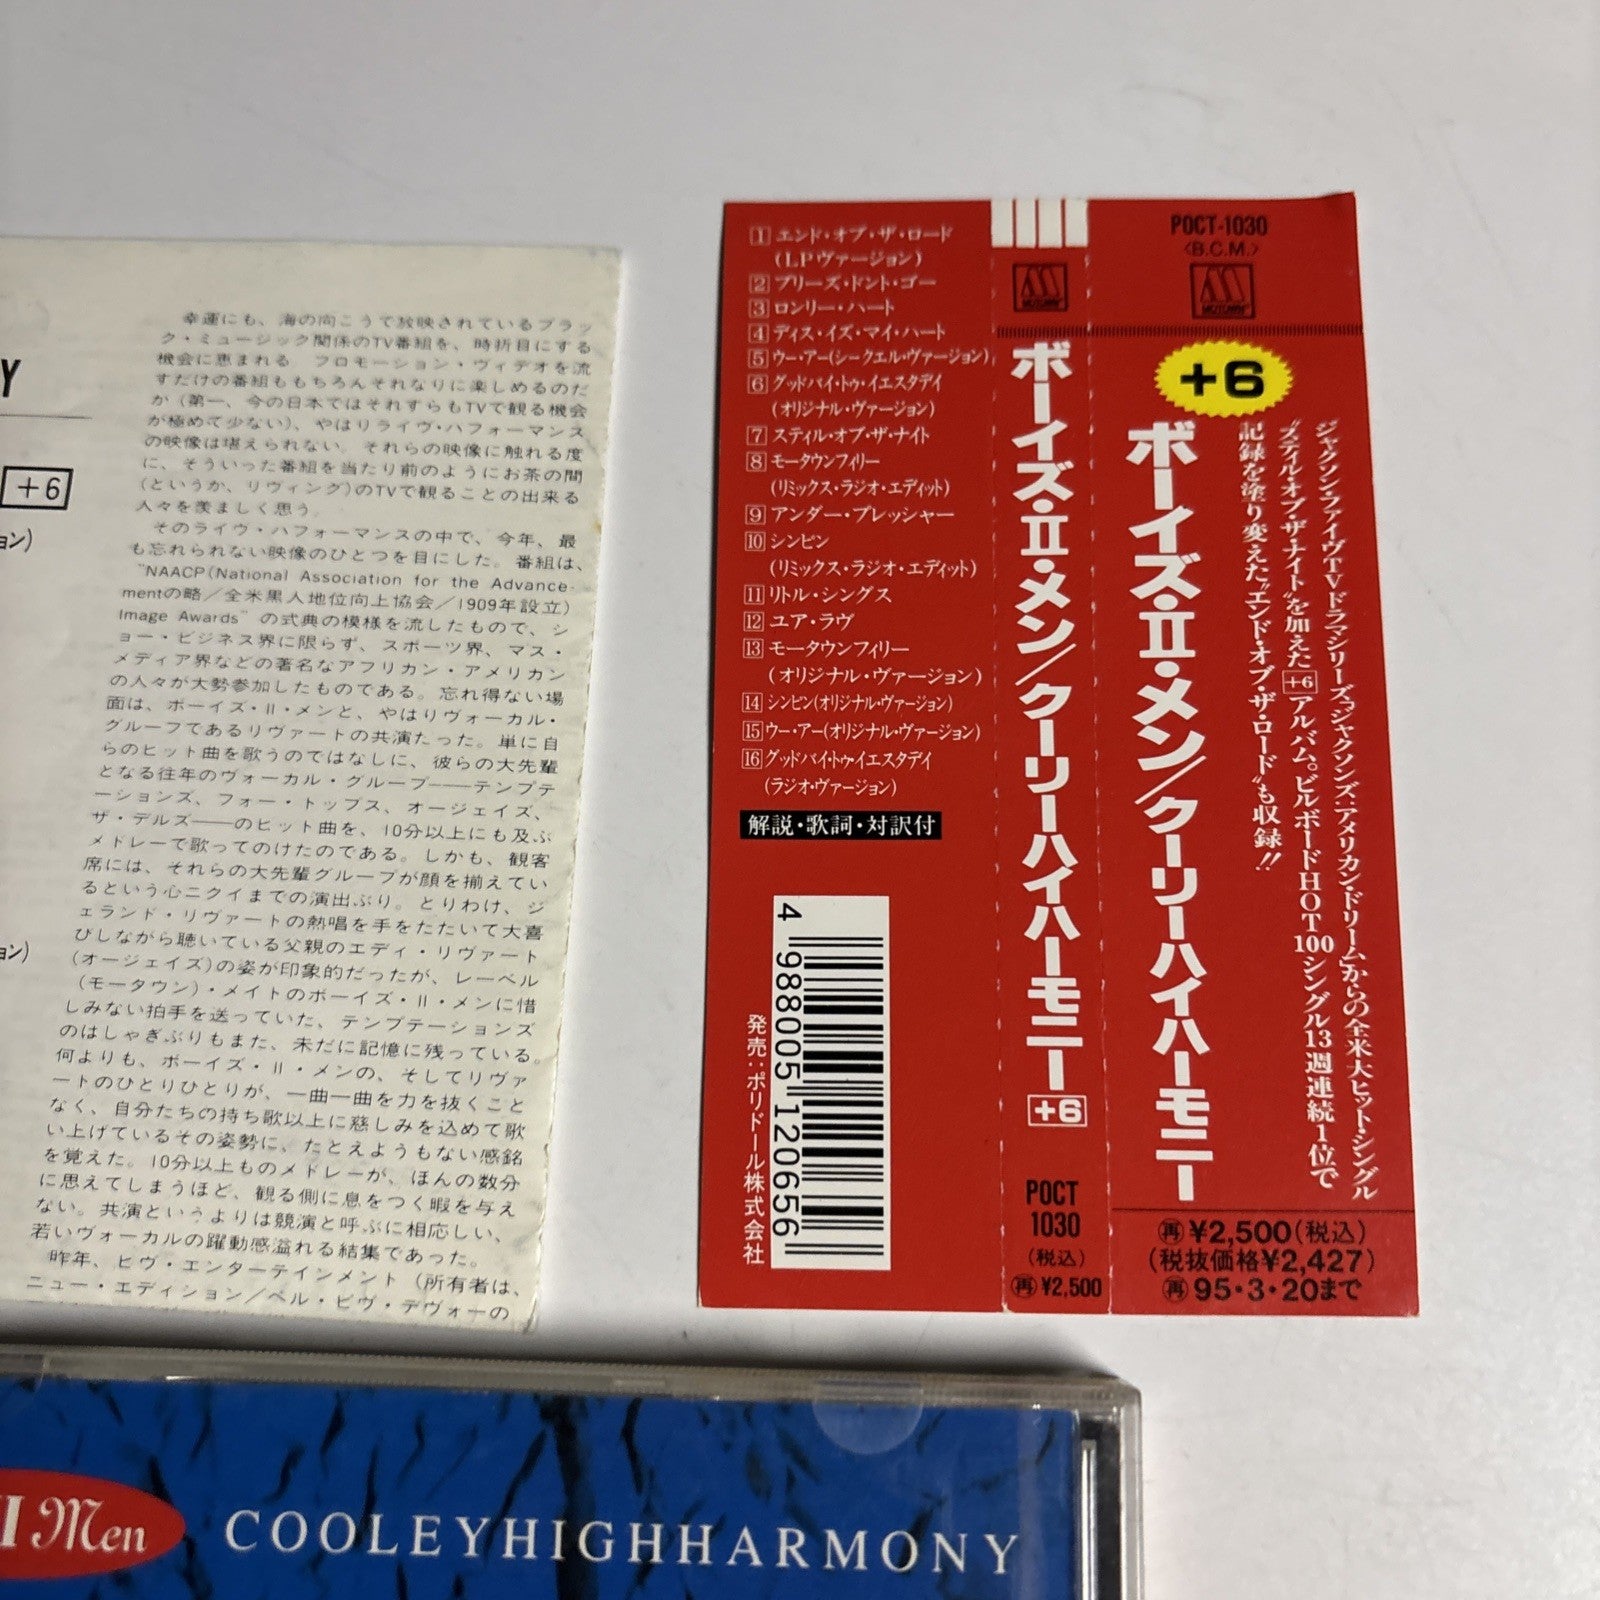 Y
+6
ョン)
ョン)
幸運にも、海の向こうで放映されているブラッ
ク・ミュージック関係のTV番組を、時折目にする
機会に恵まれる プロモーション・ヴィデオを流
すだけの番組ももちろんそれなりに楽しめるのだ
か(第一、今の日本ではそれすらもTVで観る機会
が極めて少ない)、やはりライヴ・パフォーマンス
の映像は堪えられない。それらの映像に触れる度
に、そういった番組を当たり前のようにお茶の間
(というか、リヴィング)のTVで観ることの出来る
人々を羨ましく思う。
そのライヴ・パフォーマンスの中で、今年、最
も忘れられない映像のひとつを目にした。番組は、
"NAACP(National Association for the Advance-
mentの略／全米黒人地位向上協会／1909年設立)
Image Awards" の式典の模様を流したもので、シ
ョー・ビジネス界に限らず、スポーツ界、マス・
メディア界などの著名なアフリカン・アメリカン
の人々が大勢参加したものである。忘れ得ない場
面は、ボーイズ・II・メンと、やはりヴォーカル・
グループであるリヴァートの共演だった。単に自
らのヒット曲を歌うのではなしに、彼らの大先輩
となる往年のヴォーカル・グループ――テンプテ
ーションズ、フォー・トップス、オージェイズ、
ザ・デルズ――のヒット曲を、10分以上にも及ぶ
メドレーで歌ってのけたのである。しかも、観客
席には、それらの大先輩グループが顔を揃えてい
るという心ニクイまでの演出ぶり。とりわけ、ジ
ェランド・リヴァートの熱唱を手をたたいて大喜
びしながら聴いている父親のエディ・リヴァート
(オージェイズ)の姿が印象的だったが、レーベル
(モータウン)・メイトのボーイズ・II・メンに惜
しみない拍手を送っていた、テンプテーションズ
のはしゃぎぶりもまた、未だに記憶に残っている。
何よりも、ボーイズ・II・メンの、そしてリヴァ
ートのひとりひとりが、一曲一曲を力を抜くこと
なく、自分たちの持ち歌以上に慈しみを込めて歌
い上げているその姿勢に、たとえようもない感銘
を覚えた。10分以上ものメドレーが、ほんの数分
に思えてしまうほど、観る側に息をつく暇を与え
ない。共演というよりは競演と呼ぶに相応しい、
若いヴォーカルの躍動感溢れる結集であった。
昨年、ビヴ・エンターテインメント(所有者は、
ニュー・エディション／ベル・ビヴ・デヴォーの
1 エンド・オブ・ザ・ロード
(LPヴァージョン)
2 プリーズ・ドント・ゴー
3 ロンリー・ハート
4 ディス・イズ・マイ・ハート
5 ウー・アー(シークエル・ヴァージョン)
6 グッドバイ・トゥ・イエスタデイ
(オリジナル・ヴァージョン)
7 スティル・オブ・ザ・ナイト
8 モータウンフィリー
(リミックス・ラジオ・エディット)
9 アンダー・プレッシャー
10 シンピン
(リミックス・ラジオ・エディット)
11 リトル・シングス
12 ユア・ラヴ
13 モータウンフィリー
(オリジナル・ヴァージョン)
14 シンピン(オリジナル・ヴァージョン)
15 ウー・アー(オリジナル・ヴァージョン)
16 グッドバイ・トゥ・イエスタデイ
(ラジオ・ヴァージョン)
解説・歌詞・対訳付
4 988005 120656
発売:ポリドール株式会社
MOTOWN
ボーイズ・II・メン／クーリーハイハーモニー +6
POCT
1030
(税込)
再 ¥2,500
POCT-1030
〈B.C.M.〉
MOTOWN
+6
ジャクソン・ファイヴTVドラマシリーズ「ジャクソンズ:アメリカン・ドリーム」からの全米大ヒット・シングル
"スティル・オブ・ザ・ナイト"を加えた +6 アルバム。ビルボードHOT100シングル13週連続1位で
記録を塗り変えた"エンド・オブ・ザ・ロード"も収録!!
ボーイズ・II・メン／クーリーハイハーモニー
再 ¥2,500(税込)
(税抜価格¥2,427)
再 95・3・20まで
II Men
COOLEYHIGHHARMONY